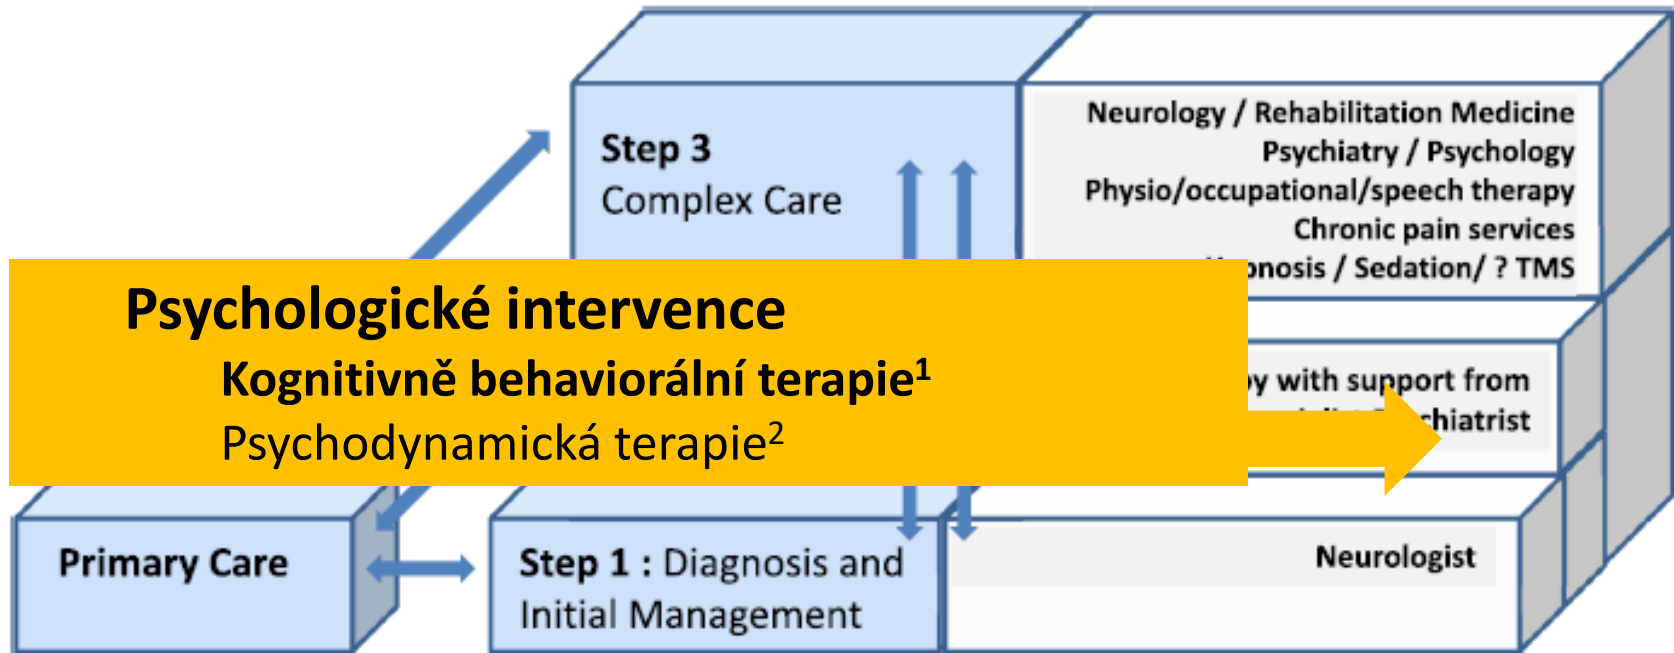 Step 3
Complex Care
Neurology / Rehabilitation Medicine
Psychiatry / Psychology
Physio/occupational/speech therapy
Chronic pain services
/ Sedation/ ? TMS
Psychologické intervence
Kognitivně behaviorální terapie¹
Psychodynamická terapie²
with support from
Primary Care
Step 1 : Diagnosis and
Initial Management
Neurologist